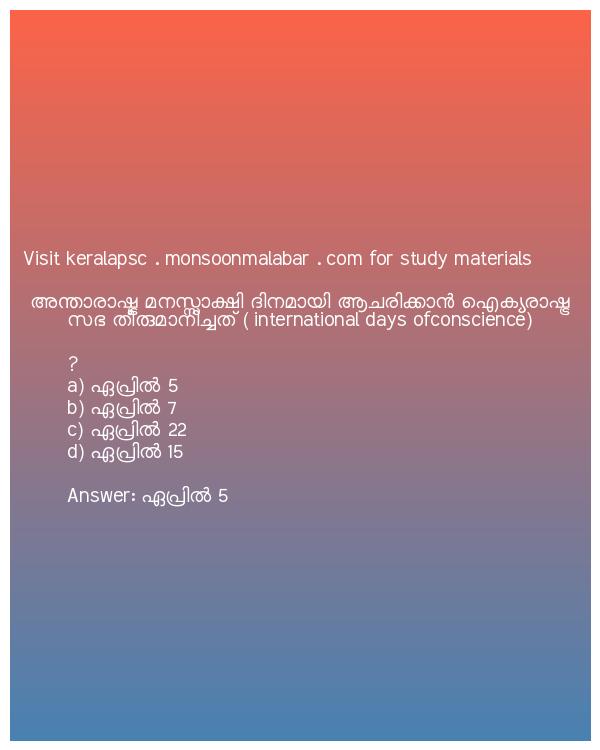 Visit keralapsc . monsoonmalabar . com for study materials
അന്താരാഷ്ട്ര മനസ്സാക്ഷി ദിനമായി ആചരിക്കാൻ ഐക്യരാഷ്ട്ര
സഭ തീരുമാനിച്ചത് ( international days ofconscience)
?
a) ഏപ്രിൽ 5
b) ഏപ്രിൽ 7
c) ഏപ്രിൽ 22
d) ഏപ്രിൽ 15
Answer: ഏപ്രിൽ 5